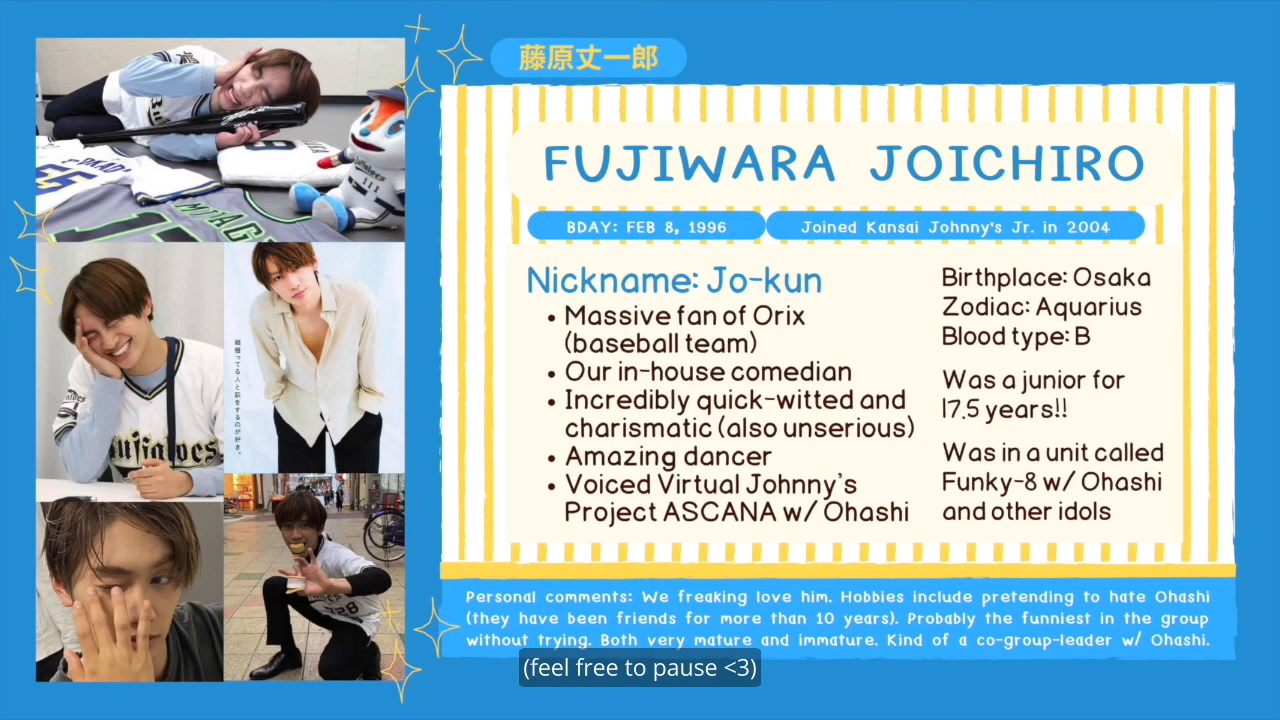 藤原丈一郎
FUJIWARA JOICHIRO
BDAY: FEB 8, 1996
Joined Kansai Johnny's Jr. in 2004
Nickname: Jo-kun
• Massive fan of Orix
(baseball team)
• Our in-house comedian
• Incredibly quick-witted and
charismatic (also unserious)
• Amazing dancer
• Voiced Virtual Johnny's
Project ASCANA w/ Ohashi
Birthplace: Osaka
Zodiac: Aquarius
Blood type: B
Was a junior for
17.5 years!!
Was in a unit called
Funky-8 w/ Ohashi
and other idols
Personal comments: We freaking love him. Hobbies include pretending to hate Ohashi
(they have been friends for more than 10 years). Probably the funniest in the group
without trying. Both very mature and immature. Kind of a co-group-leader w/ Ohashi.
(feel free to pause <3)
Buffaloes
55
111